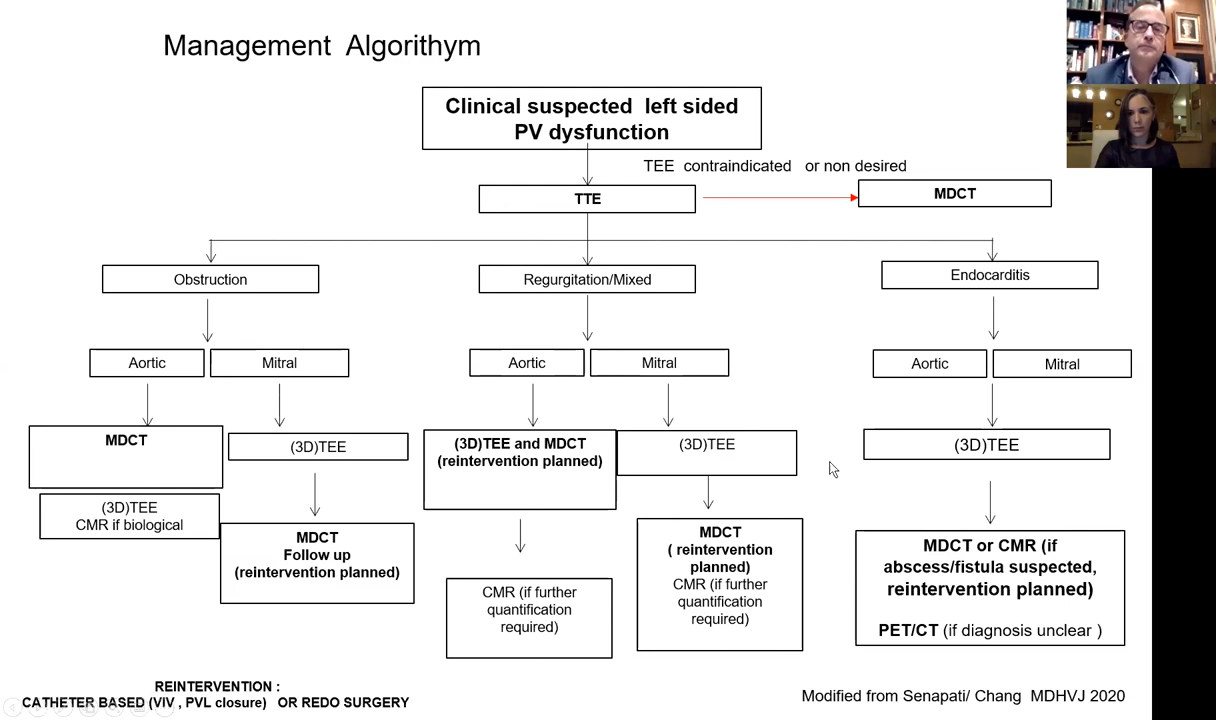 Management Algorithym
Clinical suspected left sided
PV dysfunction
TEE contraindicated or non desired
TTE
MDCT
Obstruction
Regurgitation/Mixed
Endocarditis
Aortic
Mitral
Aortic
Mitral
Aortic
Mitral
MDCT
(3D)TEE
CMR if biological
(3D)TEE
MDCT
Follow up
(reintervention planned)
(3D)TEE and MDCT
(reintervention planned)
CMR (if further
quantification
required)
(3D)TEE
MDCT
( reintervention
planned)
CMR (if further
quantification
required)
(3D)TEE
MDCT or CMR (if
abscess/fistula suspected,
reintervention planned)
PET/CT (if diagnosis unclear )
REINTERVENTION :
CATHETER BASED (VIV , PVL closure) OR REDO SURGERY
Modified from Senapati/ Chang MDHVJ 2020